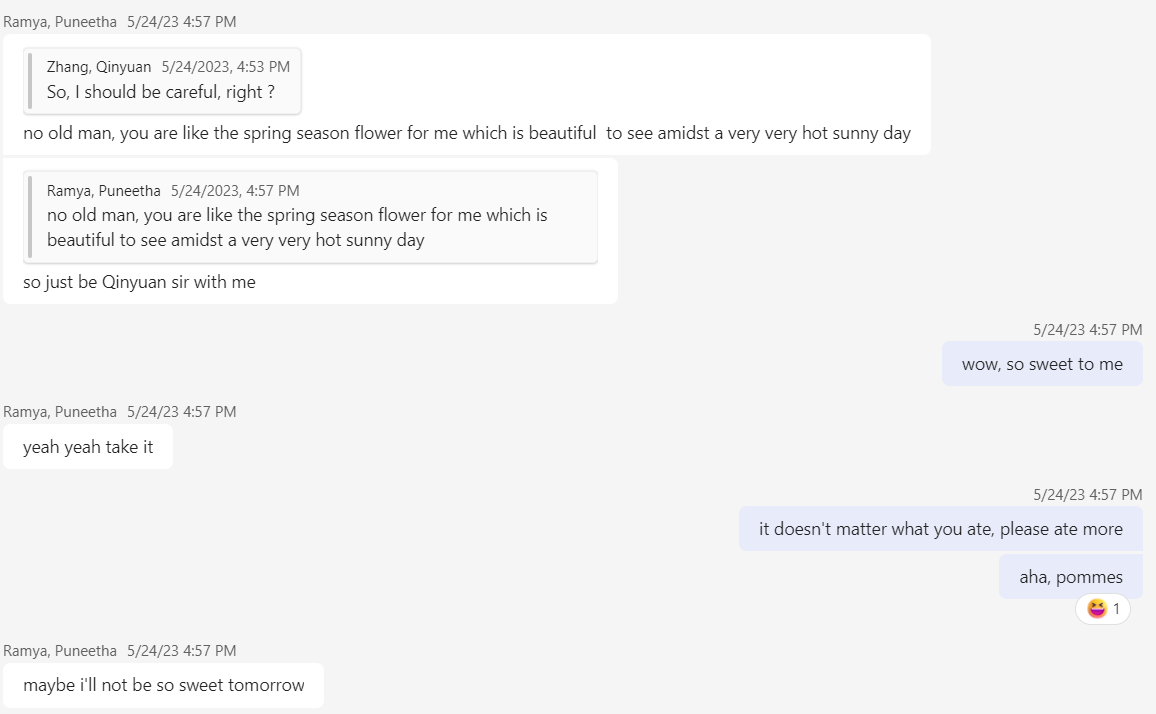 Ramya, Puneetha 5/24/23 4:57 PM
Zhang, Qinyuan 5/24/2023, 4:53 PM
So, I should be careful, right ?
no old man, you are like the spring season flower for me which is beautiful  to see amidst a very very hot sunny day
Ramya, Puneetha 5/24/2023, 4:57 PM
no old man, you are like the spring season flower for me which is
beautiful to see amidst a very very hot sunny day
so just be Qinyuan sir with me
5/24/23 4:57 PM
wow, so sweet to me
Ramya, Puneetha 5/24/23 4:57 PM
yeah yeah take it
5/24/23 4:57 PM
it doesn't matter what you ate, please ate more
aha, pommes
😆 1
Ramya, Puneetha 5/24/23 4:57 PM
maybe i'll not be so sweet tomorrow